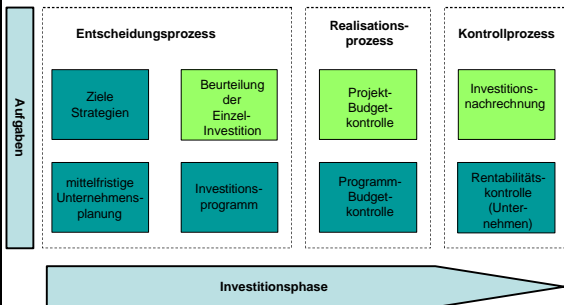 Entscheidungsprozess
Realisations-
prozess
Kontrollprozess
Aufgaben
Ziele
Strategien
Beurteilung
der
Einzel-
Investition
Projekt-
Budget-
kontrolle
Investitions-
nachrechnung
mittelfristige
Unternehmens-
planung
Investitions-
programm
Programm-
Budget-
kontrolle
Rentabilitäts-
kontrolle
(Unter-
nehmen)
Investitionsphase